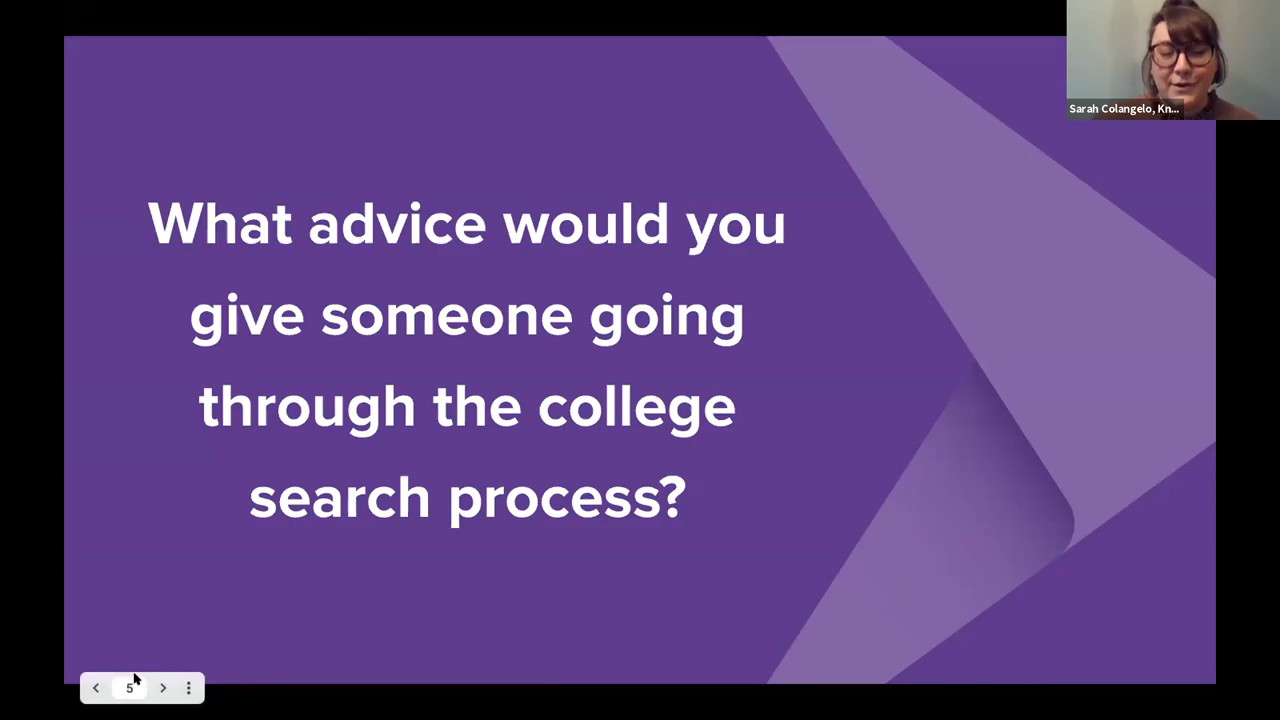 What advice would you
give someone going
through the college
search process?
Sarah Colangelo, Kn...
5